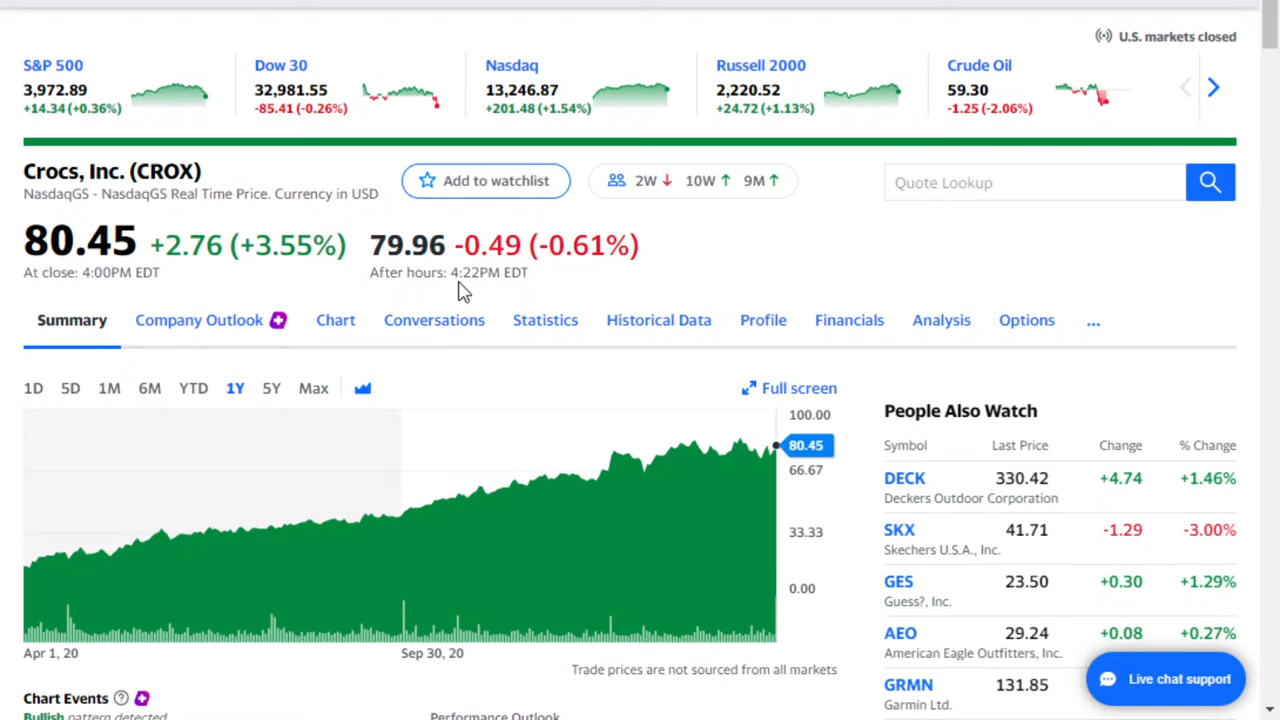 U.S. markets closed
S&P 500
3,972.89
+14.34 (+0.36%)
Dow 30
32,981.55
-85.41 (-0.26%)
Nasdaq
13,246.87
+201.48 (+1.54%)
Russell 2000
2,220.52
+24.72 (+1.13%)
Crude Oil
59.30
-1.25 (-2.06%)
Crocs, Inc. (CROX)
NasdaqGS - NasdaqGS Real Time Price. Currency in USD
Add to watchlist
2W 10W 9M
Quote Lookup
80.45 +2.76 (+3.55%)
At close: 4:00PM EDT
79.96 -0.49 (-0.61%)
After hours: 4:22PM EDT
Summary Company Outlook Chart Conversations Statistics Historical Data Profile Financials Analysis Options ...
1D 5D 1M 6M YTD 1Y 5Y Max
Full screen
100.00
80.45
66.67
33.33
0.00
Apr 1, 20 Sep 30, 20
Trade prices are not sourced from all markets
Chart Events
Bullish pattern detected
Performance Outlook
People Also Watch
Symbol Last Price Change % Change
DECK 330.42 +4.74 +1.46%
Deckers Outdoor Corporation
SKX 41.71 -1.29 -3.00%
Skechers U.S.A., Inc.
GES 23.50 +0.30 +1.29%
Guess?, Inc.
AEO 29.24 +0.08 +0.27%
American Eagle Outfitters, Inc.
GRMN 131.85
Garmin Ltd.
Live chat support